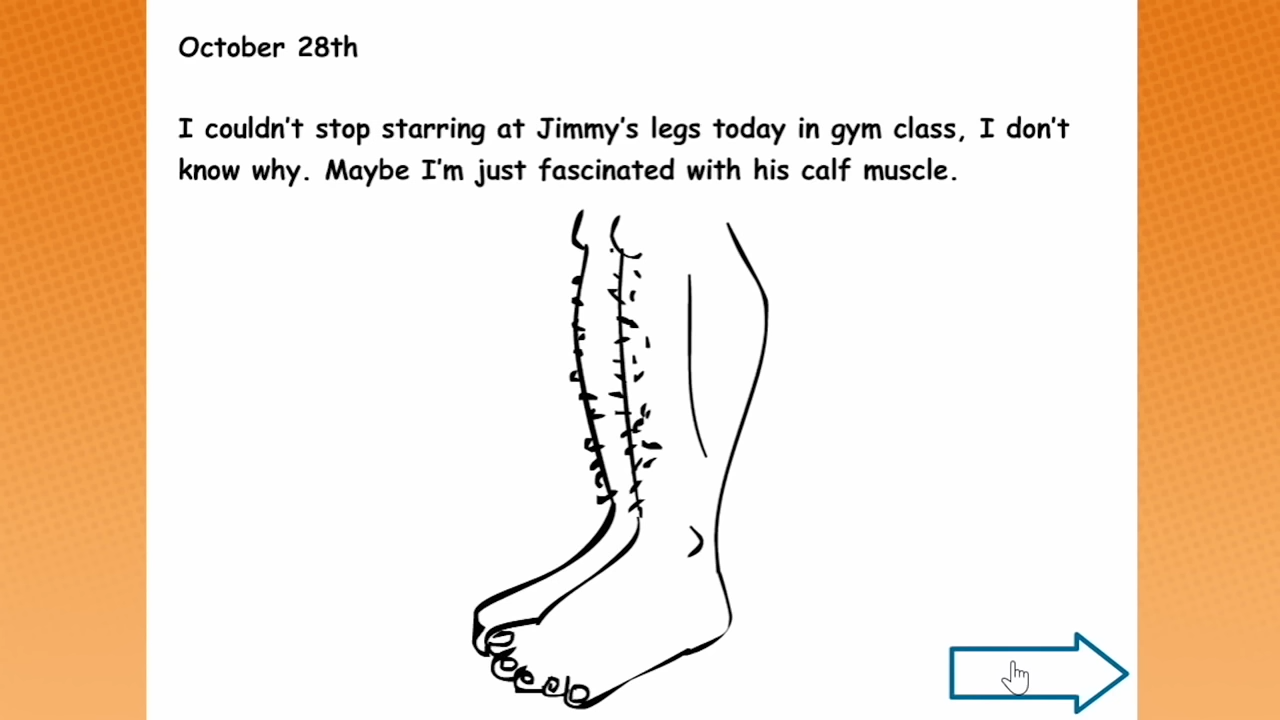 October 28th
I couldn't stop starring at Jimmy's legs today in gym class, I don't
know why. Maybe I'm just fascinated with his calf muscle.